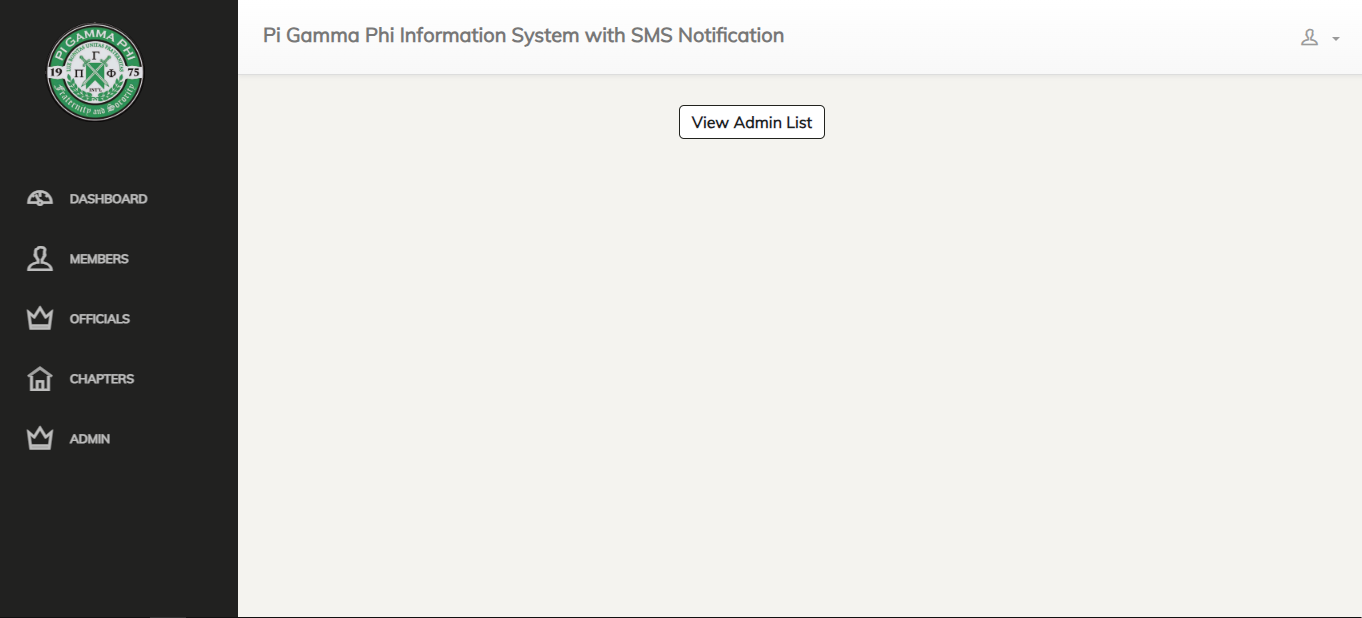 PI GAMMA PHI
Γ
19 Π Φ 75
Fraternity and Sorority
Pi Gamma Phi Information System with SMS Notification
View Admin List
DASHBOARD
MEMBERS
OFFICIALS
CHAPTERS
ADMIN